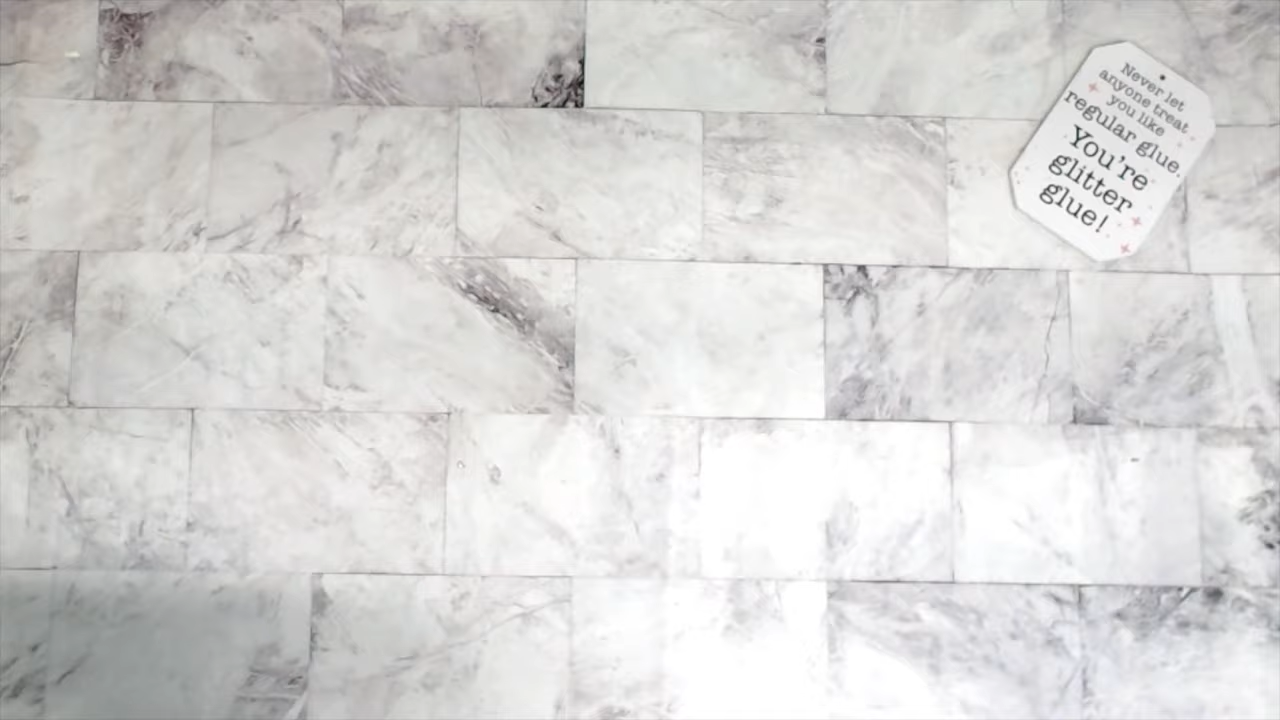 Never let
anyone treat
you like
regular glue.
You're
glitter
glue!